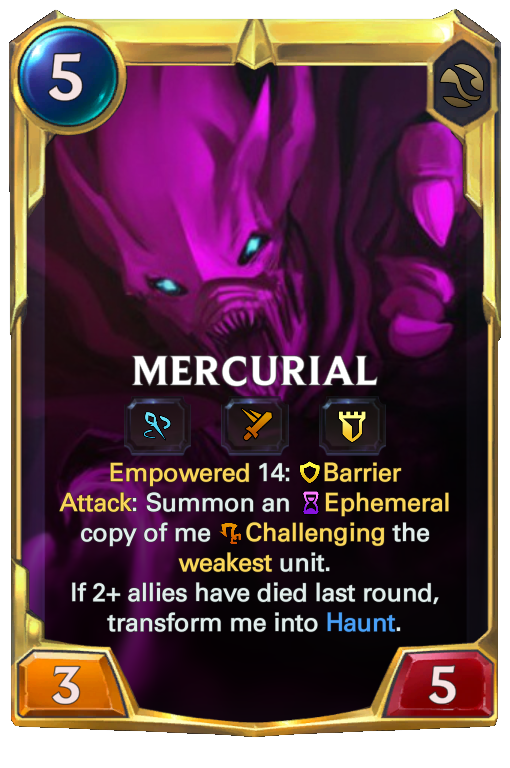 5
MERCURIAL
Empowered 14: Barrier
Attack: Summon an Ephemeral
copy of me Challenging the
weakest unit.
If 2+ allies have died last round,
transform me into Haunt.
3
5